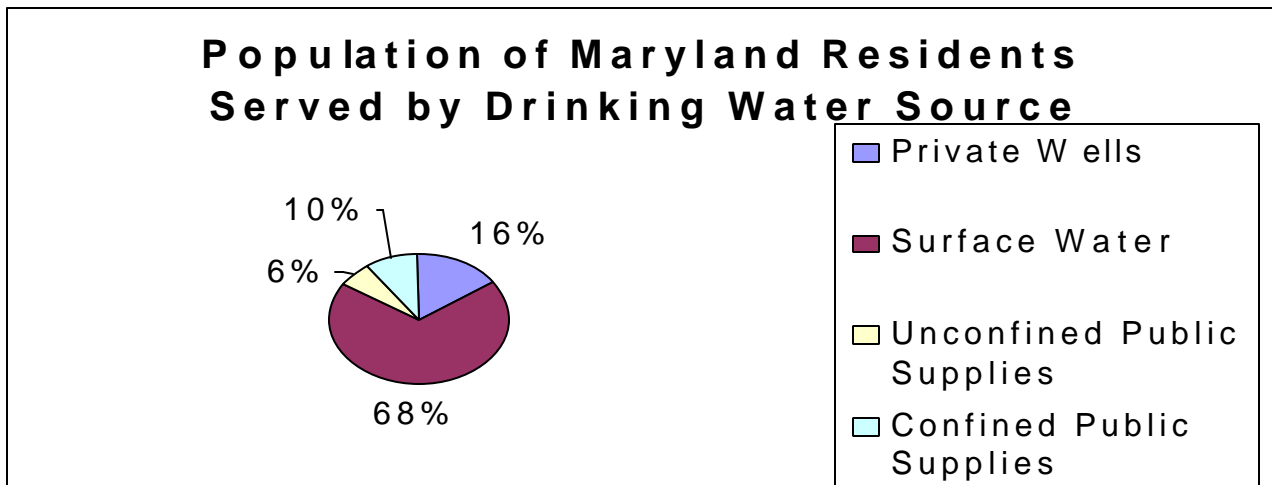 Population of Maryland Residents
Served by Drinking Water Source
Private Wells
Surface Water
Unconfined Public
Supplies
Confined Public
Supplies
10%
16%
6%
68%